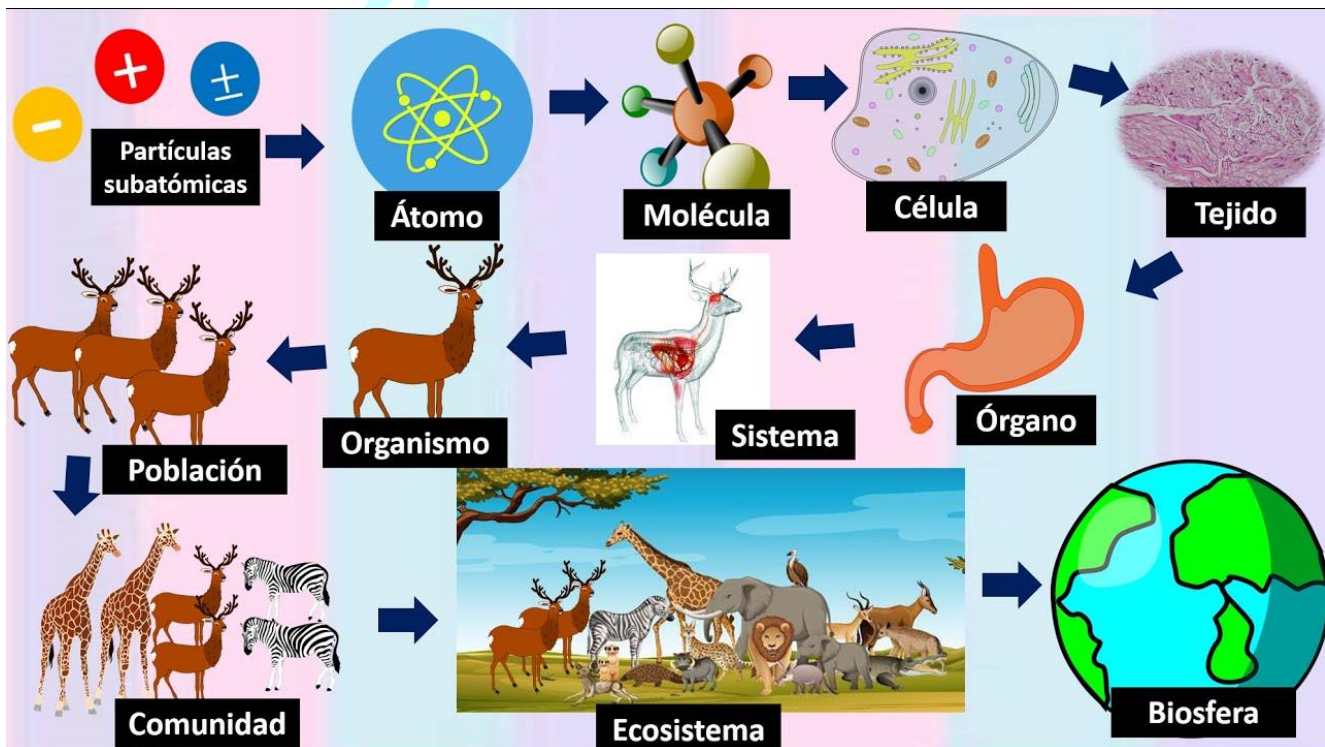 -
+
±
Partículas
subatómicas
Átomo
Molécula
Célula
Tejido
Órgano
Sistema
Organismo
Población
Comunidad
Ecosistema
Biosfera